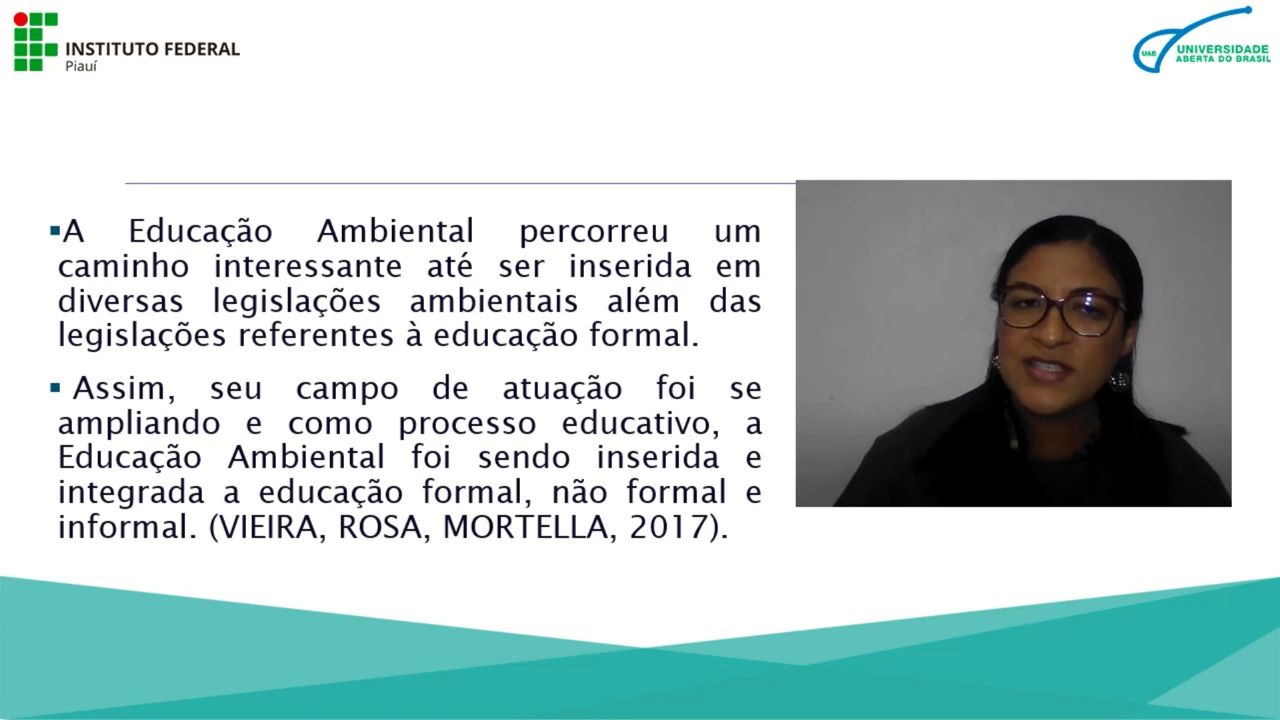 INSTITUTO FEDERAL
Piauí
UAB
UNIVERSIDADE
ABERTA DO BRASIL
▪A Educação Ambiental percorreu um
caminho interessante até ser inserida em
diversas legislações ambientais além das
legislações referentes à educação formal.
▪ Assim, seu campo de atuação foi se
ampliando e como processo educativo, a
Educação Ambiental foi sendo inserida e
integrada a educação formal, não formal e
informal. (VIEIRA, ROSA, MORTELLA, 2017).